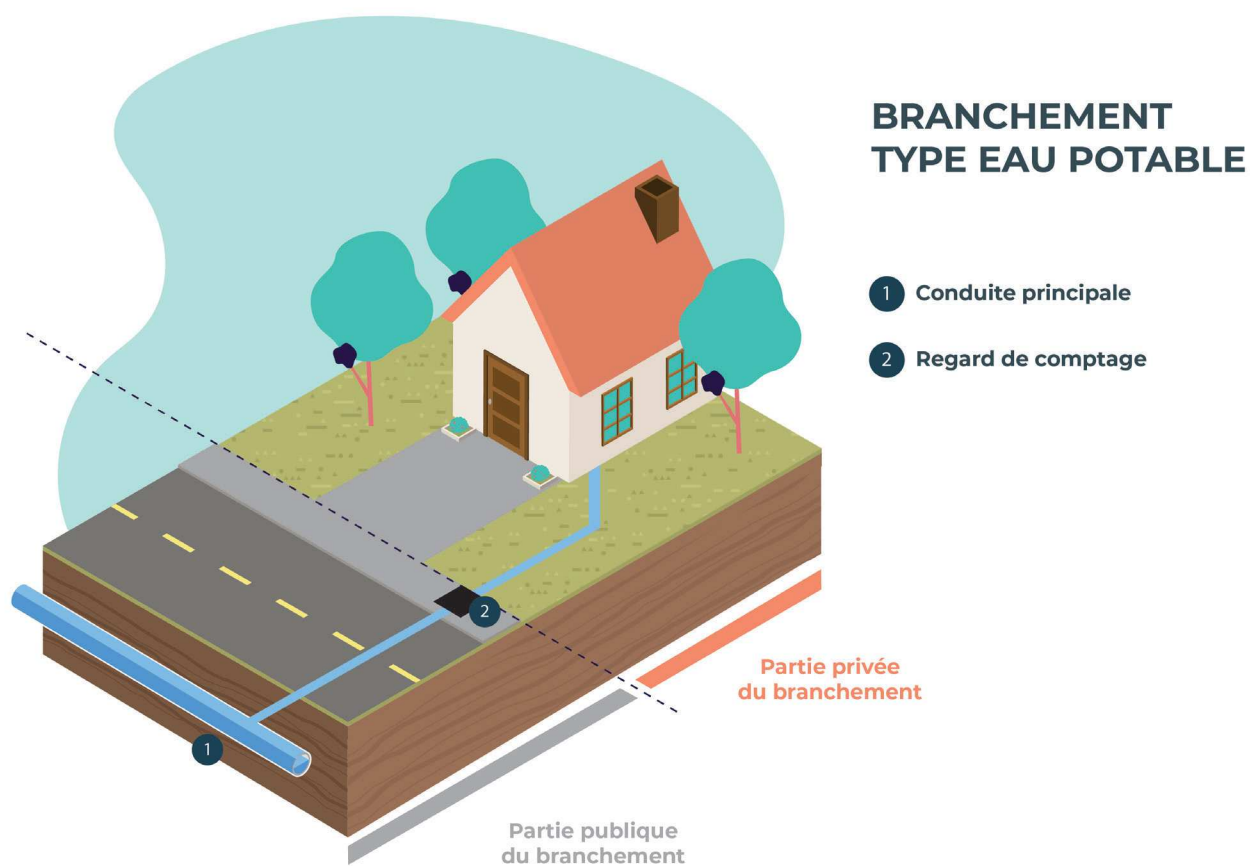 BRANCHEMENT
TYPE EAU POTABLE
1 Conduite principale
2 Regard de comptage
2
Partie privée
du branchement
1
Partie publique
du branchement